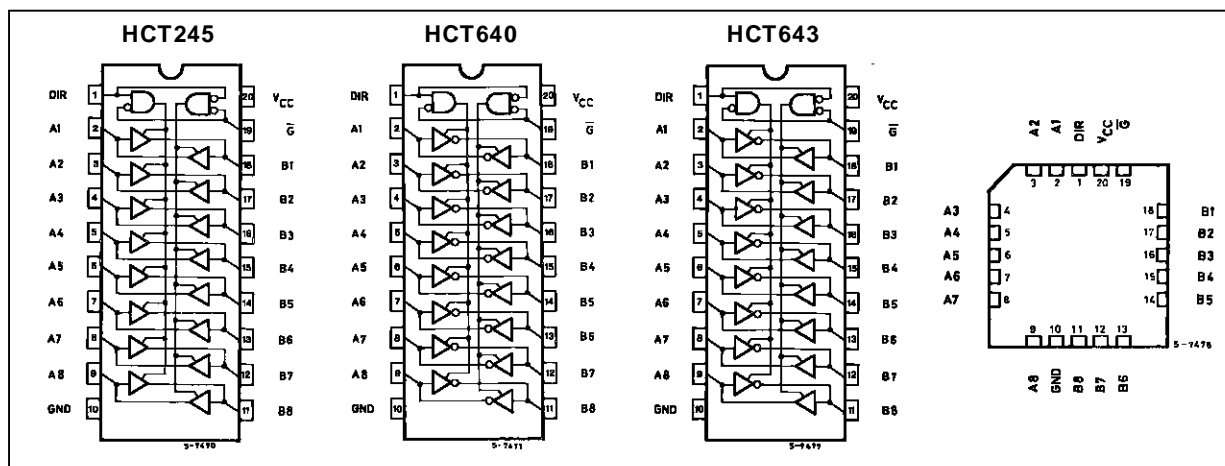 HCT245
DIR 1 20 VCC
A1 2 19 G
A2 3 18 B1
A3 4 17 B2
A4 5 16 B3
A5 6 15 B4
A6 7 14 B5
A7 8 13 B6
A8 9 12 B7
GND 10 11 B8
S-7470
HCT640
DIR 1 20 VCC
A1 2 19 G
A2 3 18 B1
A3 4 17 B2
A4 5 16 B3
A5 6 15 B4
A6 7 14 B5
A7 8 13 B6
A8 9 12 B7
GND 10 11 B8
S-7471
HCT643
DIR 1 20 VCC
A1 2 19 G
A2 3 18 B1
A3 4 17 B2
A4 5 16 B3
A5 6 15 B4
A6 7 14 B5
A7 8 13 B6
A8 9 12 B7
GND 10 11 B8
A2 A1 DIR VCC G
3 2 1 20 19
A3 4 18 B1
A4 5 17 B2
A5 6 16 B3
A6 7 15 B4
A7 8 14 B5
9 10 11 12 13
S-7476
A8 GND B8 B7 B6